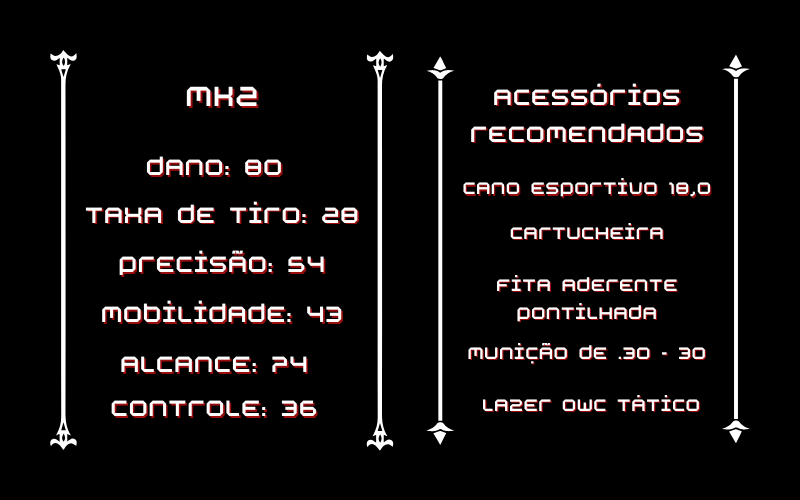 MK2
DANO: 80
TAXA DE TIRO: 28
PRECISÃO: 54
MOBILIDADE: 43
ALCANCE: 74
CONTROLE: 36
ACESSÓRIOS
RECOMENDADOS
CANO ESPORTIVO 18,0
CARTUCHEIRA
FITA ADERENTE
PONTILHADA
MUNIÇÃO DE .30 - 30
LAZER OWC TÁTICO